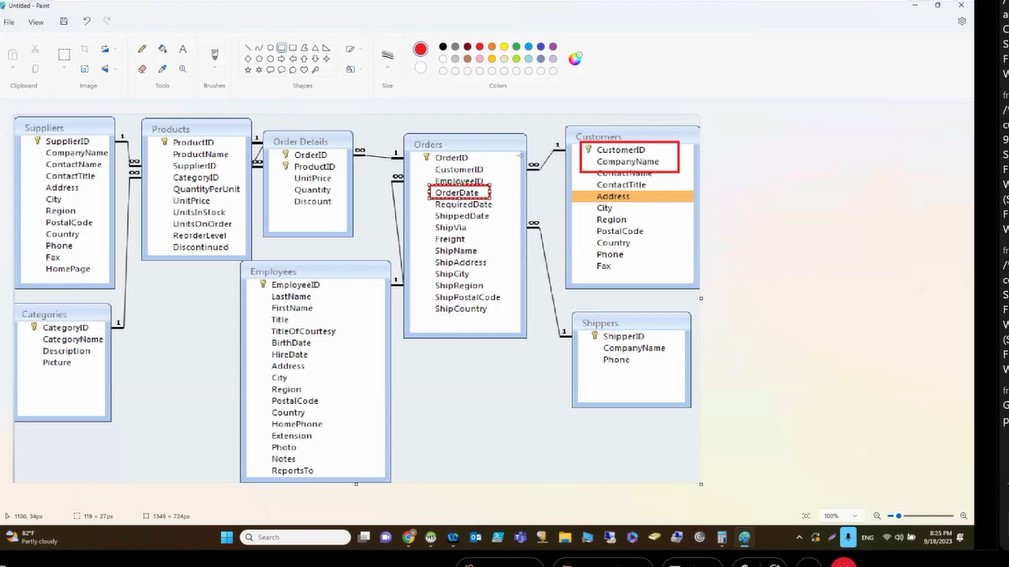 Untitled - Paint
File
View
Clipboard
Image
Tools
Brushes
Shapes
Size
Colors
Suppliers
SupplierID
CompanyName
ContactName
ContactTitle
Address
City
Region
PostalCode
Country
Phone
Fax
HomePage
Products
ProductID
ProductName
SupplierID
CategoryID
QuantityPerUnit
UnitPrice
UnitsInStock
UnitsOnOrder
ReorderLevel
Discontinued
Order Details
OrderID
ProductID
UnitPrice
Quantity
Discount
Orders
OrderID
CustomerID
EmployeeID
OrderDate
RequiredDate
ShippedDate
ShipVia
Freight
ShipName
ShipAddress
ShipCity
ShipRegion
ShipPostalCode
ShipCountry
Customers
CustomerID
CompanyName
ContactName
ContactTitle
Address
City
Region
PostalCode
Country
Phone
Fax
Categories
CategoryID
CategoryName
Description
Picture
Employees
EmployeeID
LastName
FirstName
Title
TitleOfCourtesy
BirthDate
HireDate
Address
City
Region
PostalCode
Country
HomePhone
Extension
Photo
Notes
ReportsTo
Shippers
ShipperID
CompanyName
Phone
1
∞
1
∞
1
∞
1
∞
1
∞
1
∞
1
1106, 34px
119 × 27px
1349 × 724px
100%
82°F
Partly cloudy
Search
ENG
8:25 PM
9/18/2023